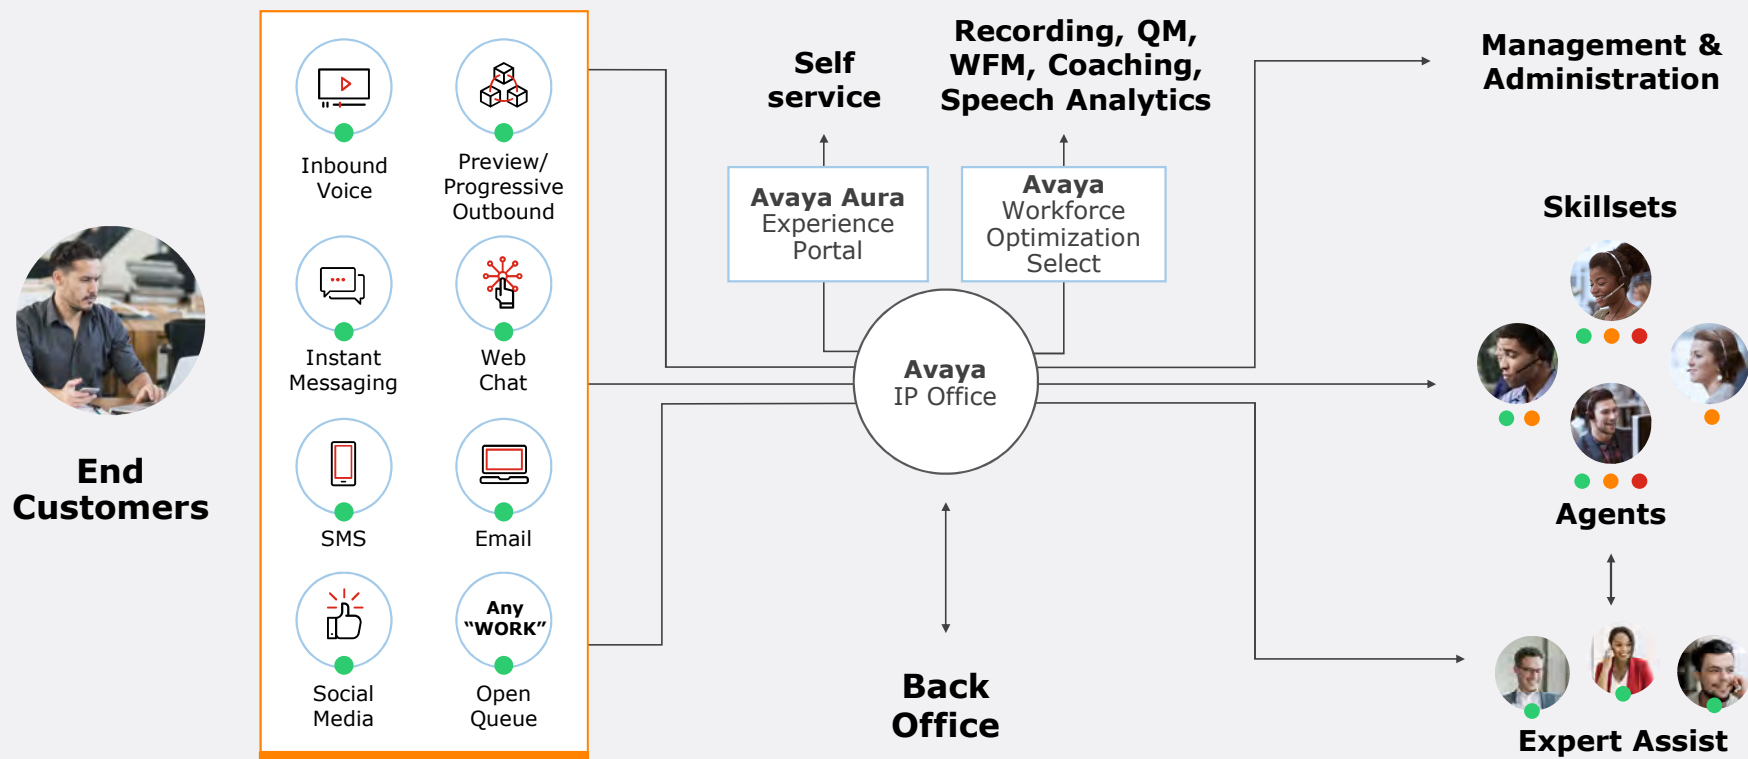 End
Customers
Inbound
Voice
Preview/
Progressive
Outbound
Instant
Messaging
Web
Chat
SMS
Email
Social
Media
Any
“WORK”
Open
Queue
Self
service
Recording, QM,
WFM, Coaching,
Speech Analytics
Avaya Aura
Experience
Portal
Avaya
Workforce
Optimization
Select
Avaya
IP Office
Back
Office
Management &
Administration
Skillsets
Agents
Expert Assist